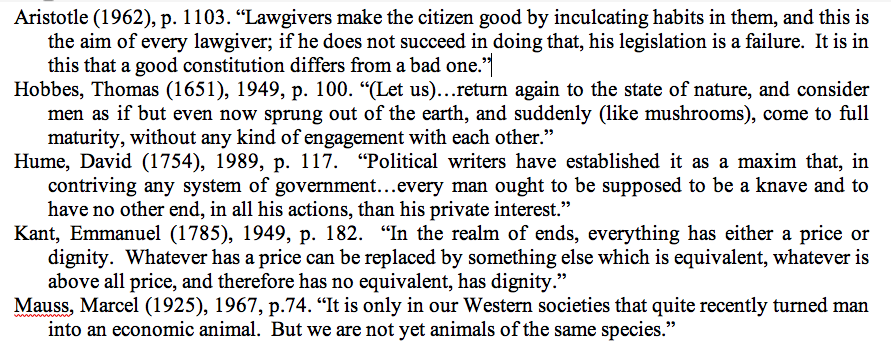 Aristotle (1962), p. 1103. “Lawgivers make the citizen good by inculcating habits in them, and this is
the aim of every lawgiver; if he does not succeed in doing that, his legislation is a failure.  It is in
this that a good constitution differs from a bad one.”
Hobbes, Thomas (1651), 1949, p. 100. “(Let us)…return again to the state of nature, and consider
men as if but even now sprung out of the earth, and suddenly (like mushrooms), come to full
maturity, without any kind of engagement with each other.”
Hume, David (1754), 1989, p. 117.  “Political writers have established it as a maxim that, in
contriving any system of government…every man ought to be supposed to be a knave and to
have no other end, in all his actions, than his private interest.”
Kant, Emmanuel (1785), 1949, p. 182.  “In the realm of ends, everything has either a price or
dignity.  Whatever has a price can be replaced by something else which is equivalent, whatever is
above all price, and therefore has no equivalent, has dignity.”
Mauss, Marcel (1925), 1967, p.74. “It is only in our Western societies that quite recently turned man
into an economic animal.  But we are not yet animals of the same species.”